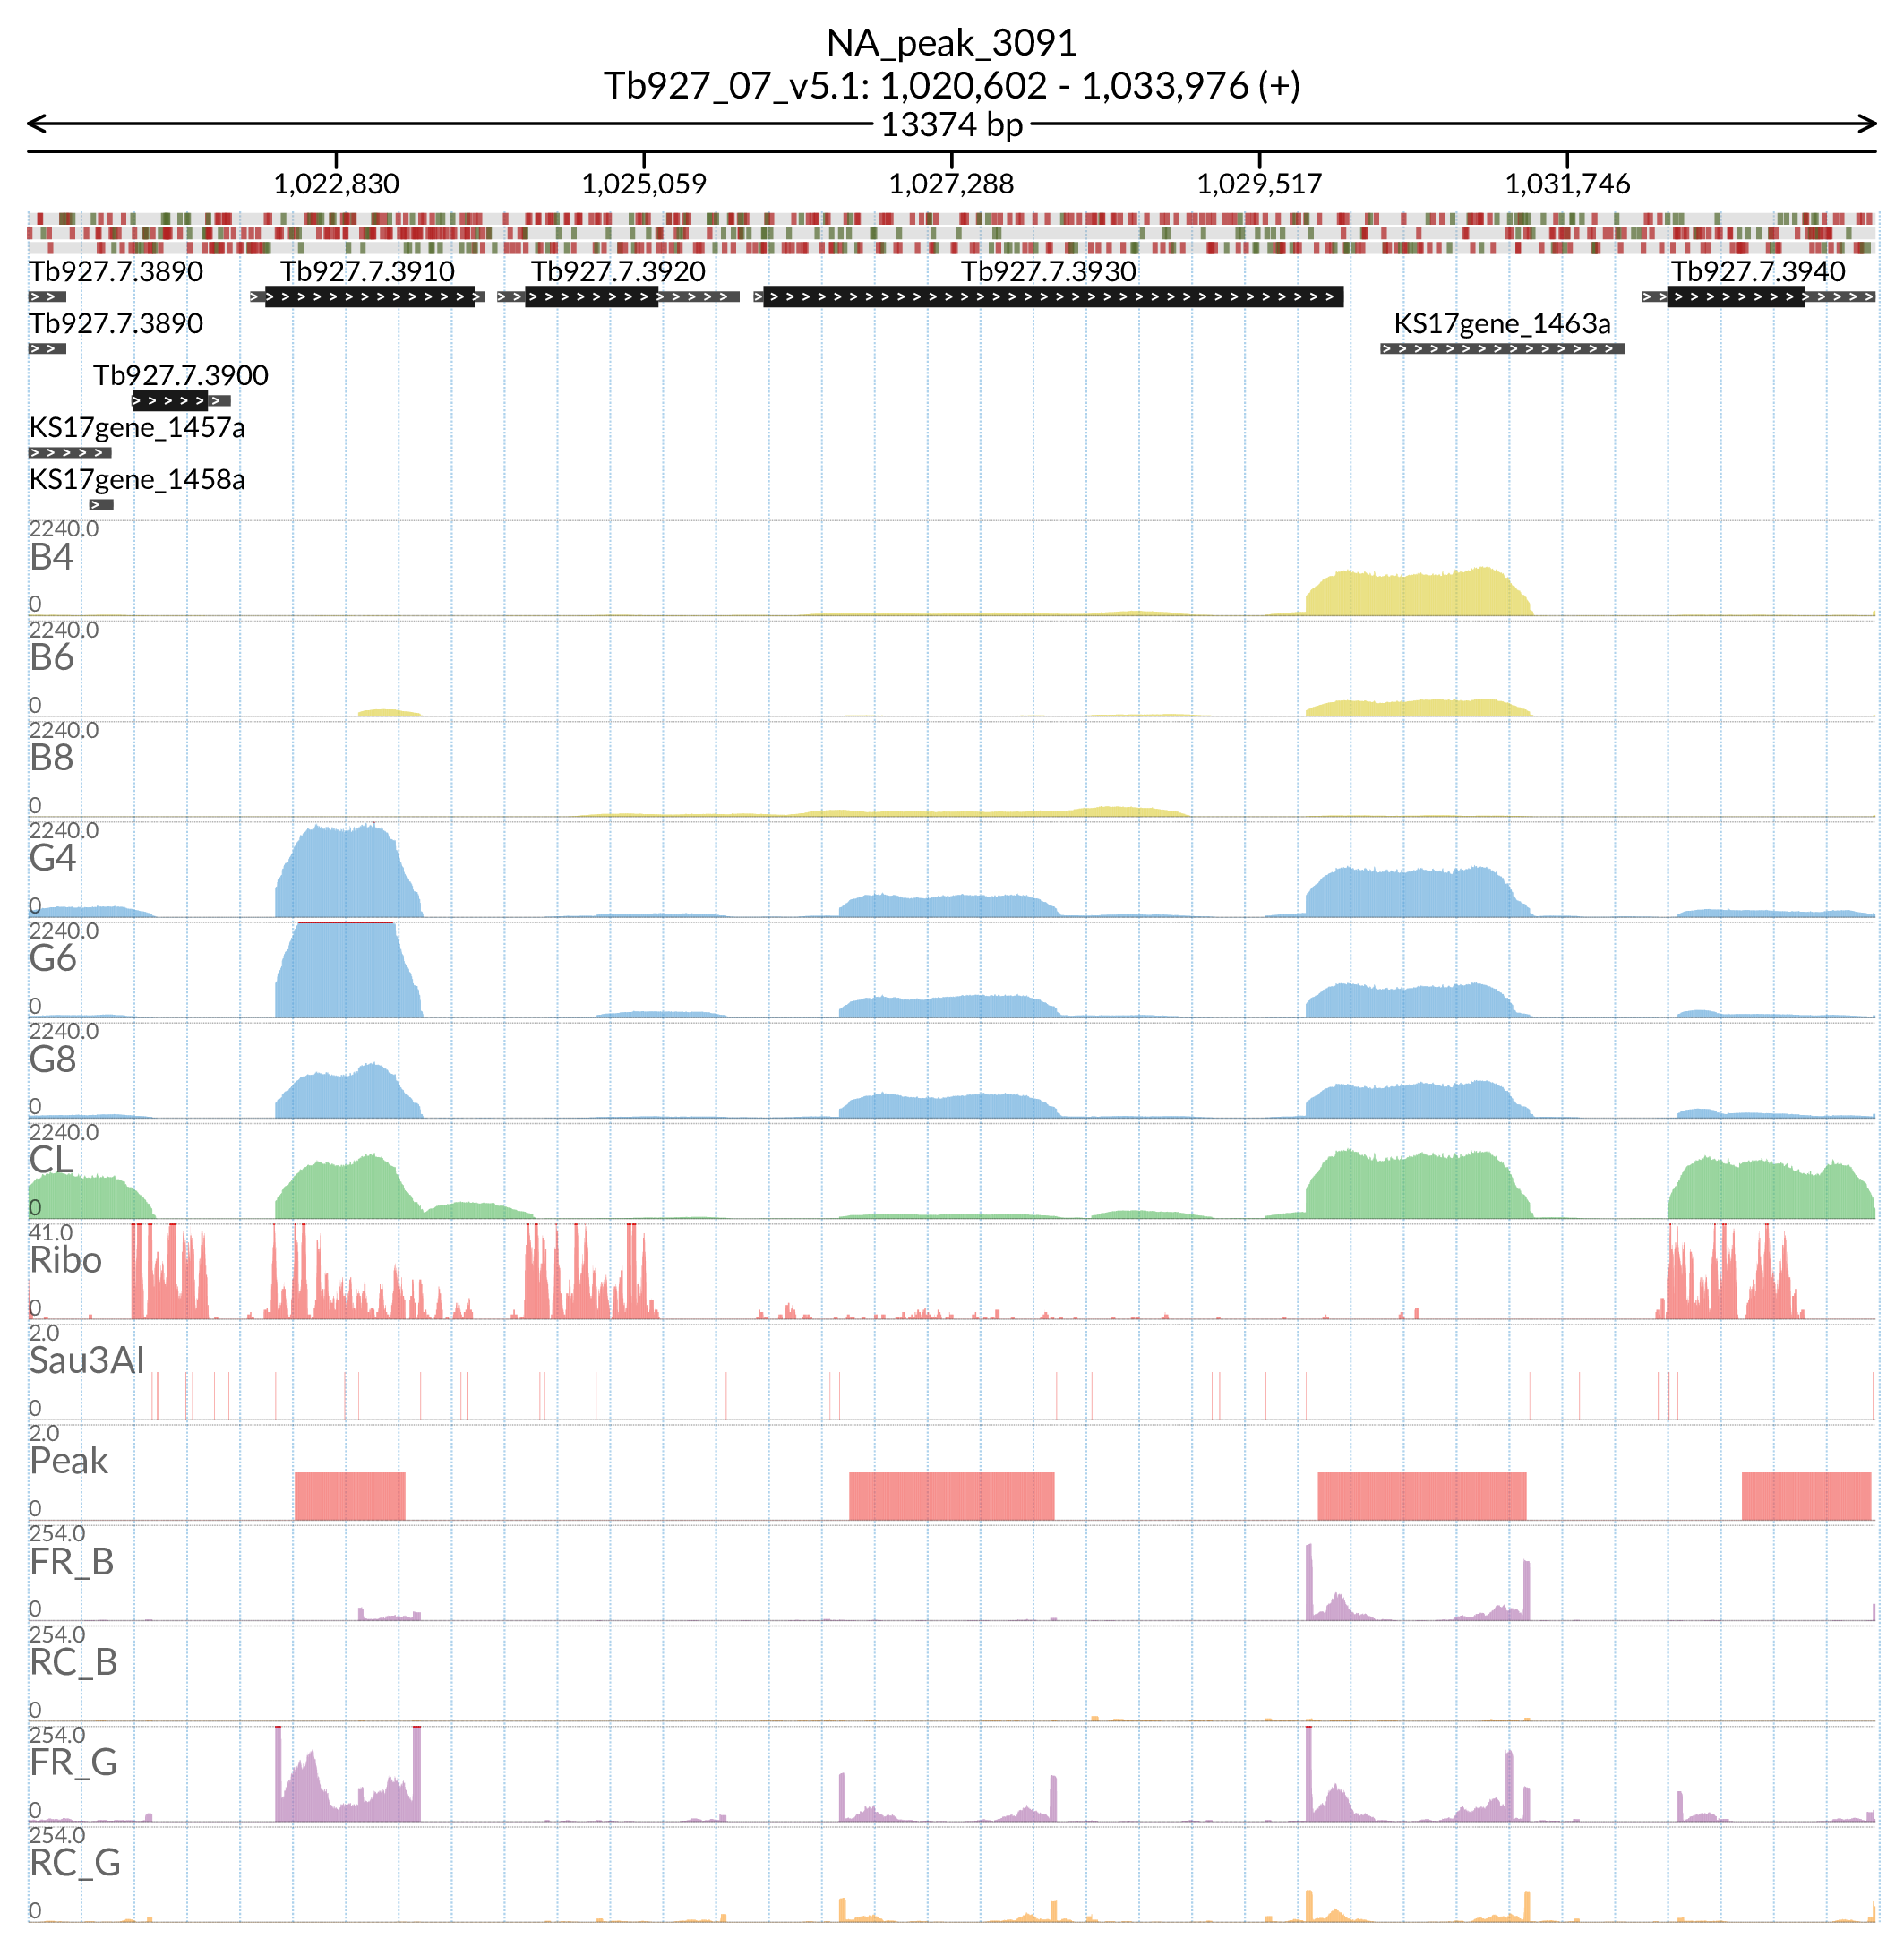 NA_peak_3091
Tb927_07_v5.1: 1,020,602 - 1,033,976 (+)
13374 bp
1,022,830 1,025,059 1,027,288 1,029,517 1,031,746
Tb927.7.3890 Tb927.7.3910 Tb927.7.3920 Tb927.7.3930 Tb927.7.3940
Tb927.7.3890 KS17gene_1463a
Tb927.7.3900
KS17gene_1457a
KS17gene_1458a
2240.0
B4
0
2240.0
B6
0
2240.0
B8
0
2240.0
G4
0
2240.0
G6
0
2240.0
G8
0
2240.0
CL
0
41.0
Ribo
0
2.0
Sau3AI
0
2.0
Peak
0
254.0
FR_B
0
254.0
RC_B
0
254.0
FR_G
0
254.0
RC_G
0